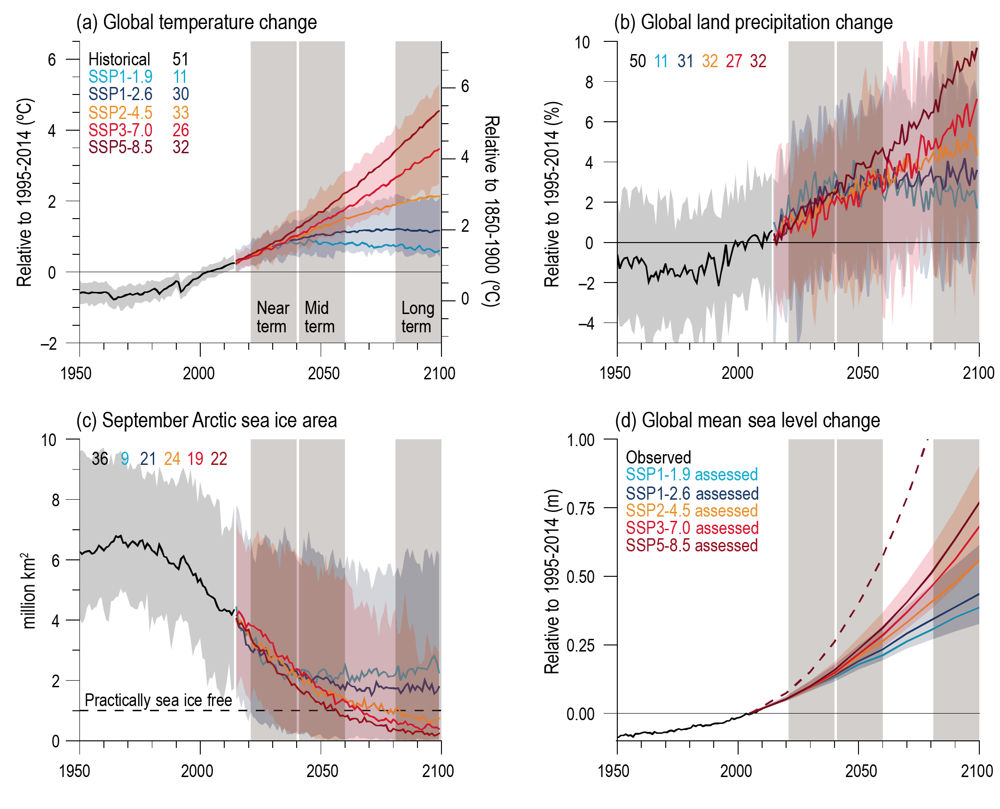 (a) Global temperature change
Relative to 1995-2014 (ºC)
6
4
2
0
–2
Historical 51
SSP1-1.9 11
SSP1-2.6 30
SSP2-4.5 33
SSP3-7.0 26
SSP5-8.5 32
Near
term
Mid
term
Long
term
6
4
2
0
Relative to 1850-1900 (ºC)
1950 2000 2050 2100
(b) Global land precipitation change
Relative to 1995-2014 (%)
10
8
6
4
2
0
–2
–4
50 11 31 32 27 32
1950 2000 2050 2100
(c) September Arctic sea ice area
million km²
10
8
6
4
2
0
36 9 21 24 19 22
Practically sea ice free
1950 2000 2050 2100
(d) Global mean sea level change
Relative to 1995-2014 (m)
1.00
0.75
0.50
0.25
0.00
Observed
SSP1-1.9 assessed
SSP1-2.6 assessed
SSP2-4.5 assessed
SSP3-7.0 assessed
SSP5-8.5 assessed
1950 2000 2050 2100